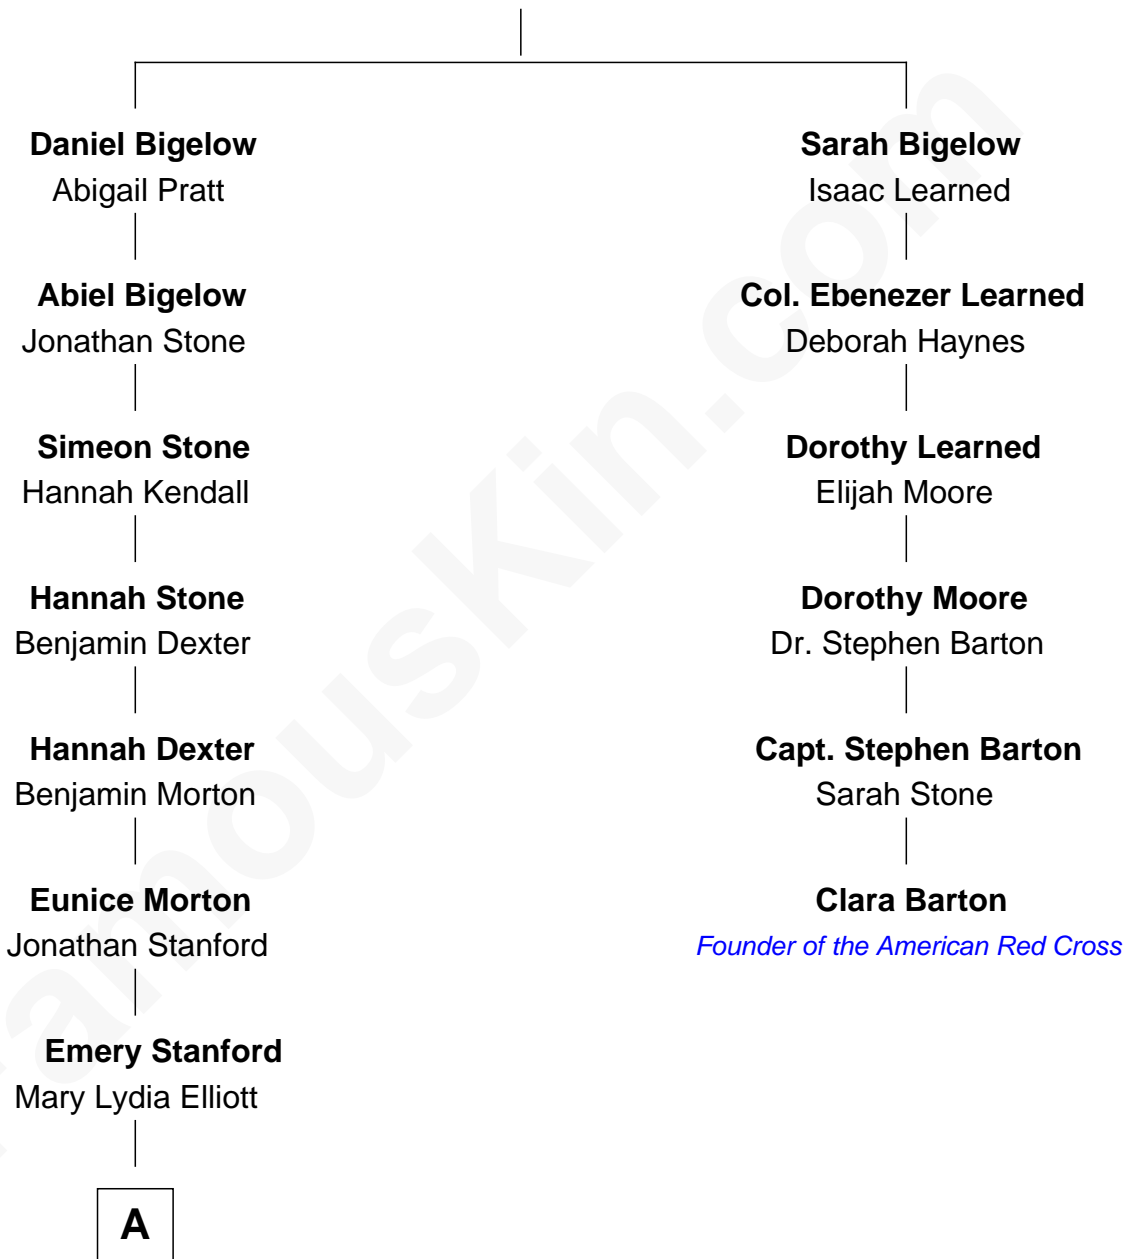 Daniel Bigelow
Abigail Pratt
Abiel Bigelow
Jonathan Stone
Simeon Stone
Hannah Kendall
Hannah Stone
Benjamin Dexter
Hannah Dexter
Benjamin Morton
Eunice Morton
Jonathan Stanford
Emery Stanford
Mary Lydia Elliott
A
Sarah Bigelow
Isaac Learned
Col. Ebenezer Learned
Deborah Haynes
Dorothy Learned
Elijah Moore
Dorothy Moore
Dr. Stephen Barton
Capt. Stephen Barton
Sarah Stone
Clara Barton
Founder of the American Red Cross
FamousKin.com